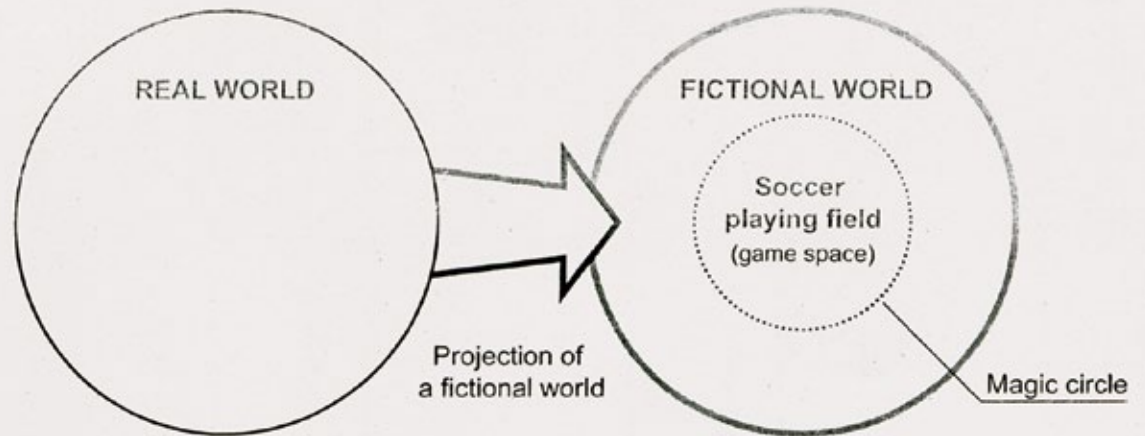 REAL WORLD
FICTIONAL WORLD
Soccer
playing field
(game space)
Projection of
a fictional world
Magic circle